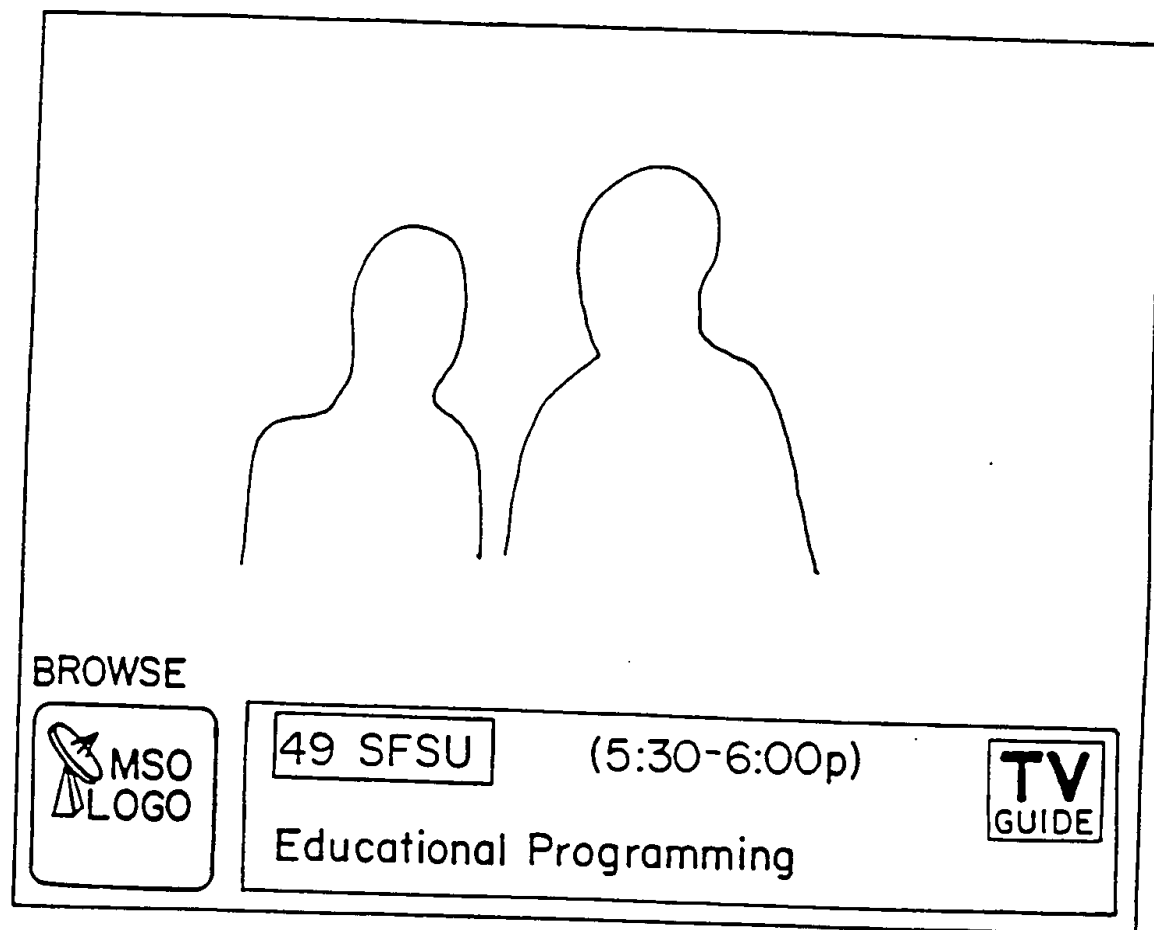 BROWSE
MSO
LOGO
49 SFSU (5:30-6:00p)
Educational Programming
TV
GUIDE